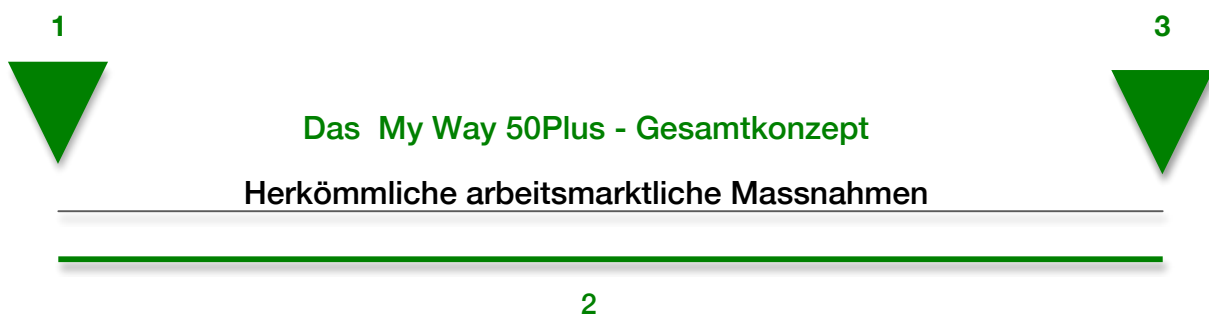 1 3
Das My Way 50Plus - Gesamtkonzept
Herkömmliche arbeitsmarktliche Massnahmen
2